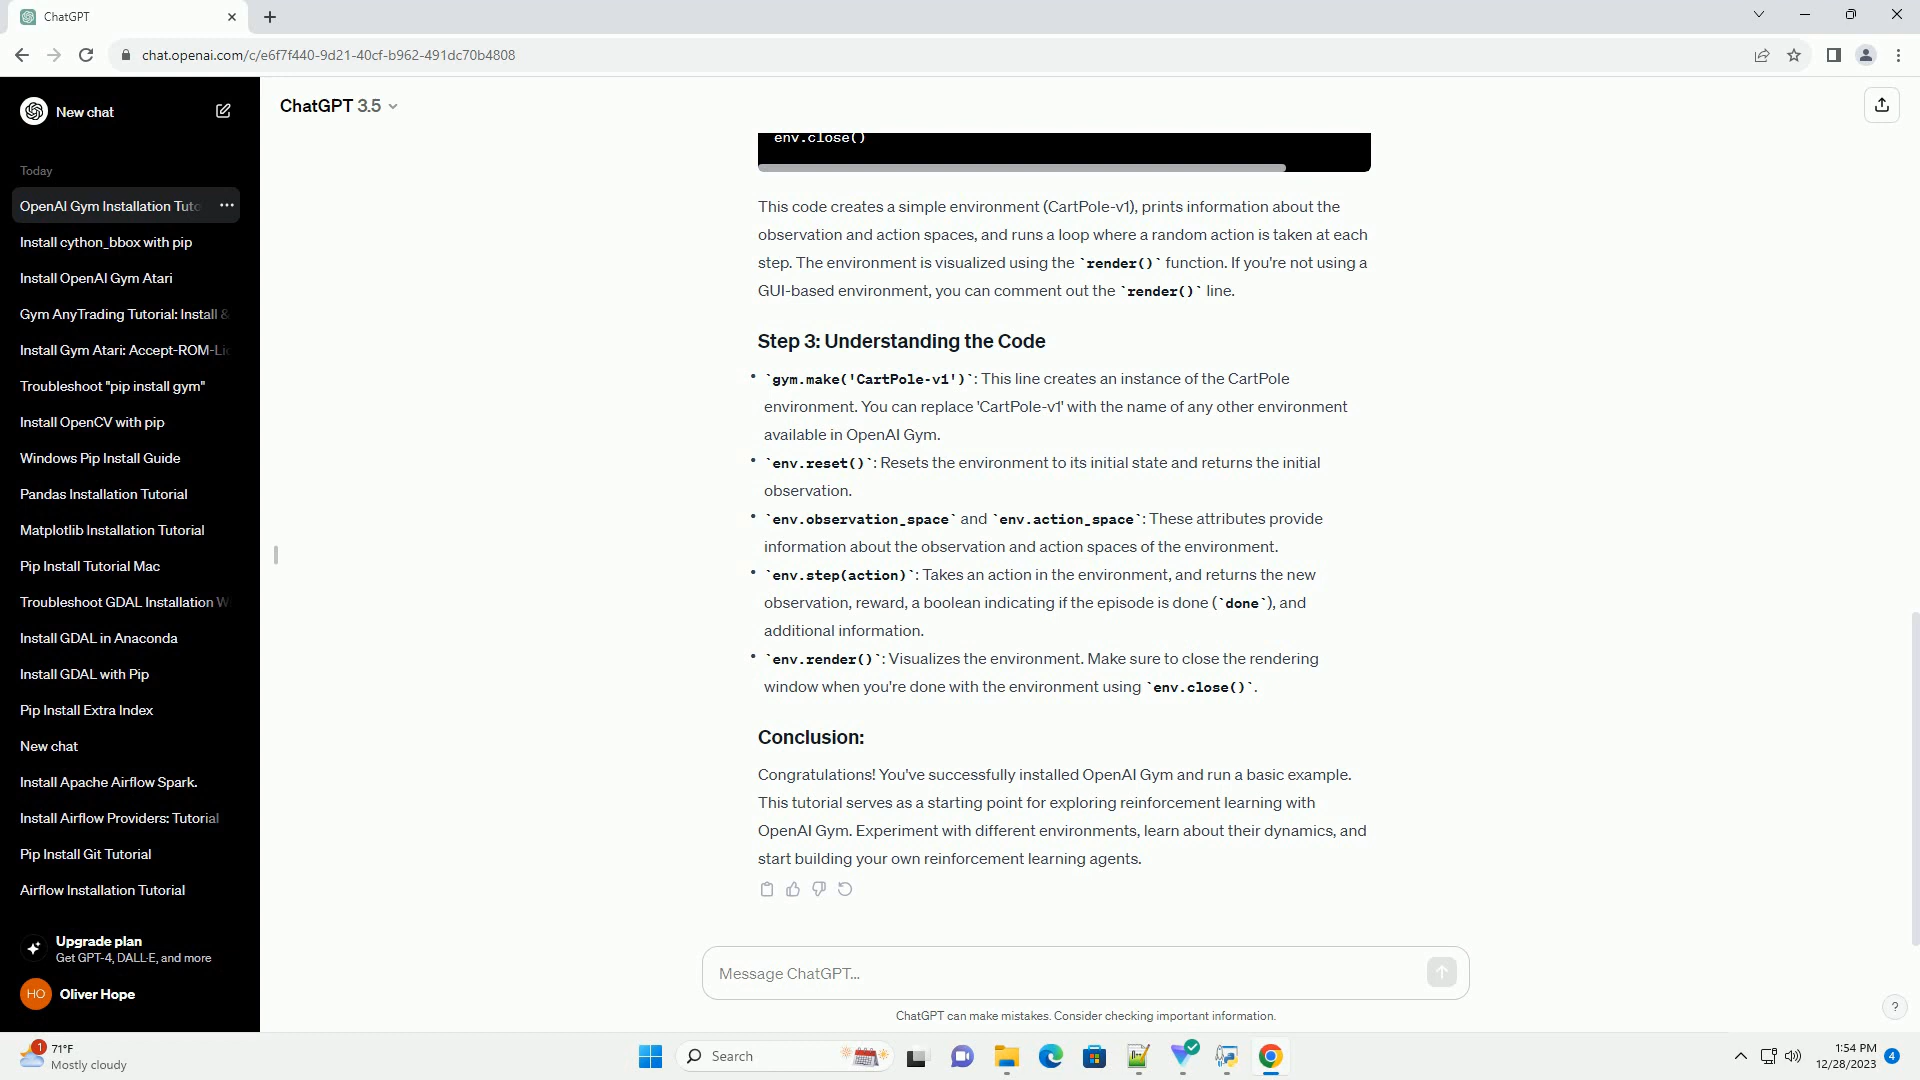 ChatGPT
chat.openai.com/c/e6f7f440-9d21-40cf-b962-491dc70b4808
New chat
ChatGPT 3.5
Today
OpenAI Gym Installation Tuto
Install cython_bbox with pip
Install OpenAI Gym Atari
Gym AnyTrading Tutorial: Install &
Install Gym Atari: Accept-ROM-Lic
Troubleshoot "pip install gym"
Install OpenCV with pip
Windows Pip Install Guide
Pandas Installation Tutorial
Matplotlib Installation Tutorial
Pip Install Tutorial Mac
Troubleshoot GDAL Installation W
Install GDAL in Anaconda
Install GDAL with Pip
Pip Install Extra Index
New chat
Install Apache Airflow Spark.
Install Airflow Providers: Tutorial
Pip Install Git Tutorial
Airflow Installation Tutorial
Upgrade plan
Get GPT-4, DALL·E, and more
HO Oliver Hope
env.close()
This code creates a simple environment (CartPole-v1), prints information about the
observation and action spaces, and runs a loop where a random action is taken at each
step. The environment is visualized using the `render()` function. If you're not using a
GUI-based environment, you can comment out the `render()` line.
Step 3: Understanding the Code
• `gym.make('CartPole-v1')`: This line creates an instance of the CartPole
environment. You can replace 'CartPole-v1' with the name of any other environment
available in OpenAI Gym.
• `env.reset()`: Resets the environment to its initial state and returns the initial
observation.
• `env.observation_space` and `env.action_space`: These attributes provide
information about the observation and action spaces of the environment.
• `env.step(action)`: Takes an action in the environment, and returns the new
observation, reward, a boolean indicating if the episode is done (`done`), and
additional information.
• `env.render()`: Visualizes the environment. Make sure to close the rendering
window when you're done with the environment using `env.close()`.
Conclusion:
Congratulations! You've successfully installed OpenAI Gym and run a basic example.
This tutorial serves as a starting point for exploring reinforcement learning with
OpenAI Gym. Experiment with different environments, learn about their dynamics, and
start building your own reinforcement learning agents.
Message ChatGPT...
ChatGPT can make mistakes. Consider checking important information.
?
1
71°F
Mostly cloudy
Search
1:54 PM
12/28/2023
4